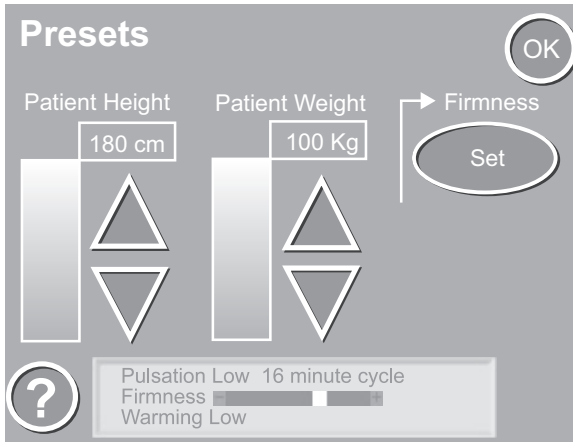 Presets
OK
Patient Height
Patient Weight
Firmness
180 cm
100 Kg
Set
?
Pulsation Low 16 minute cycle
Firmness - +
Warming Low